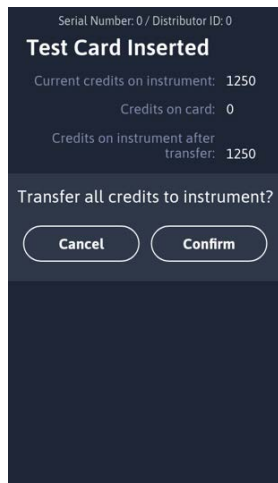 Serial Number: 0 / Distributor ID: 0
Test Card Inserted
Current credits on instrument: 1250
Credits on card: 0
Credits on instrument after
transfer: 1250
Transfer all credits to instrument?
Cancel Confirm